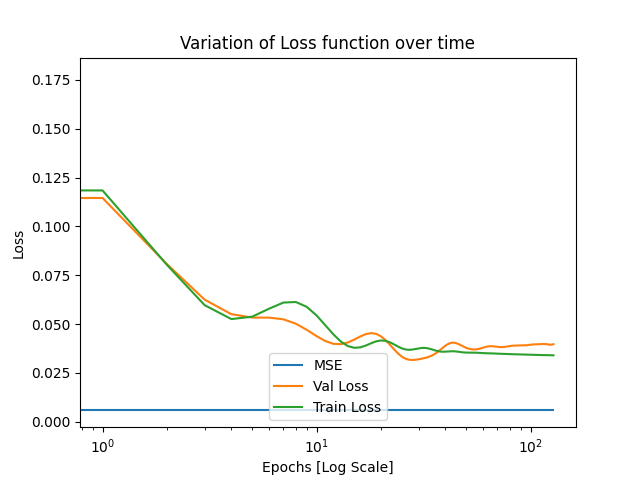 Variation of Loss function over time
0.175
0.150
0.125
0.100
0.075
0.050
0.025
0.000
Loss
MSE
Val Loss
Train Loss
10⁰
10¹
10²
Epochs [Log Scale]